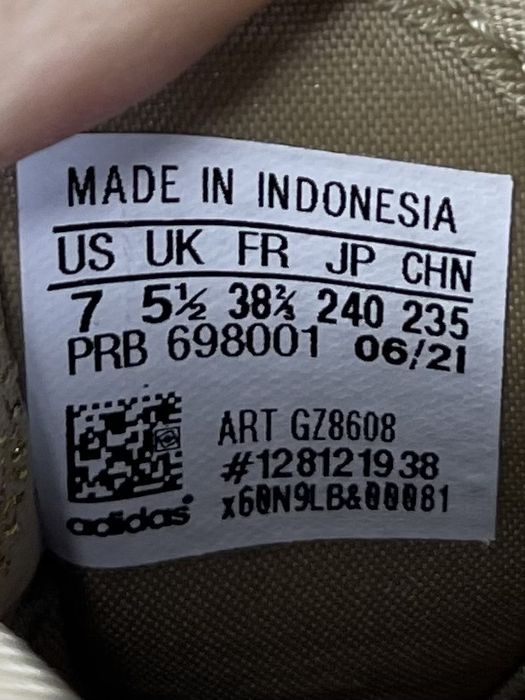 MADE IN INDONESIA
US UK FR JP CHN
7 5½ 38⅔ 240 235
PRB 698001 06/21
ART GZ8608
#128121938
x60N9LB&00081
adidas®